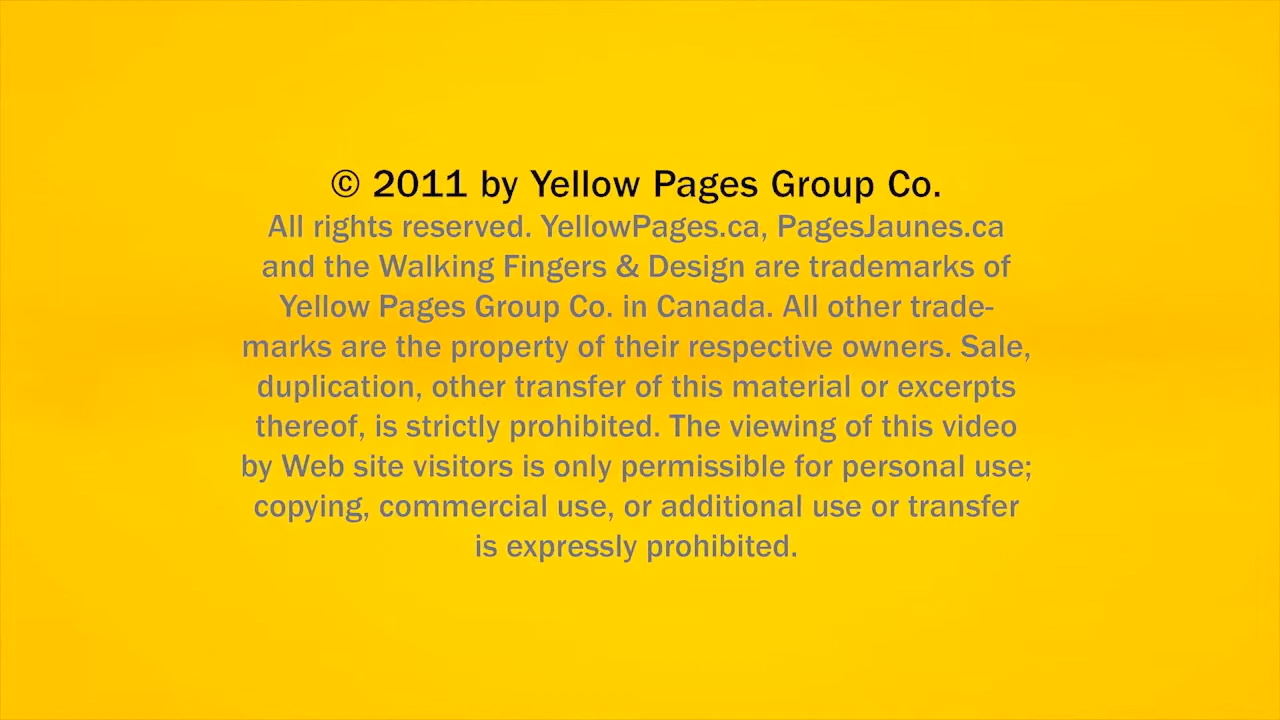 © 2011 by Yellow Pages Group Co.
All rights reserved. YellowPages.ca, PagesJaunes.ca
and the Walking Fingers & Design are trademarks of
Yellow Pages Group Co. in Canada. All other trade-
marks are the property of their respective owners. Sale,
duplication, other transfer of this material or excerpts
thereof, is strictly prohibited. The viewing of this video
by Web site visitors is only permissible for personal use;
copying, commercial use, or additional use or transfer
is expressly prohibited.